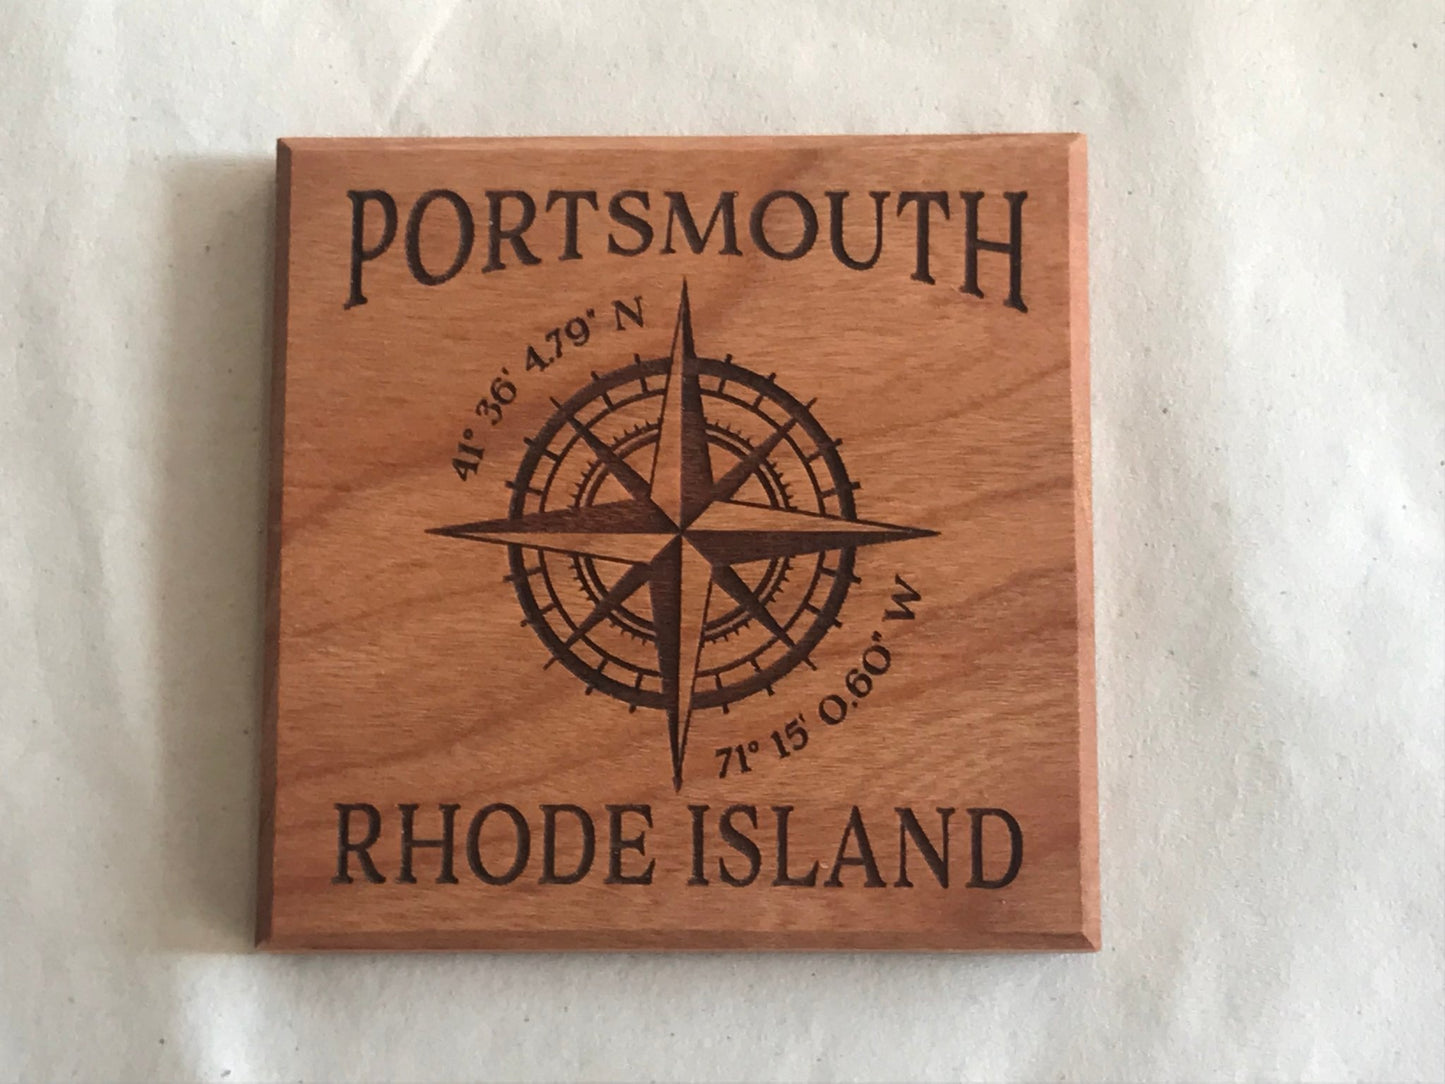 PORTSMOUTH
41° 36' 4.79" N
71° 15' 0.60" W
RHODE ISLAND